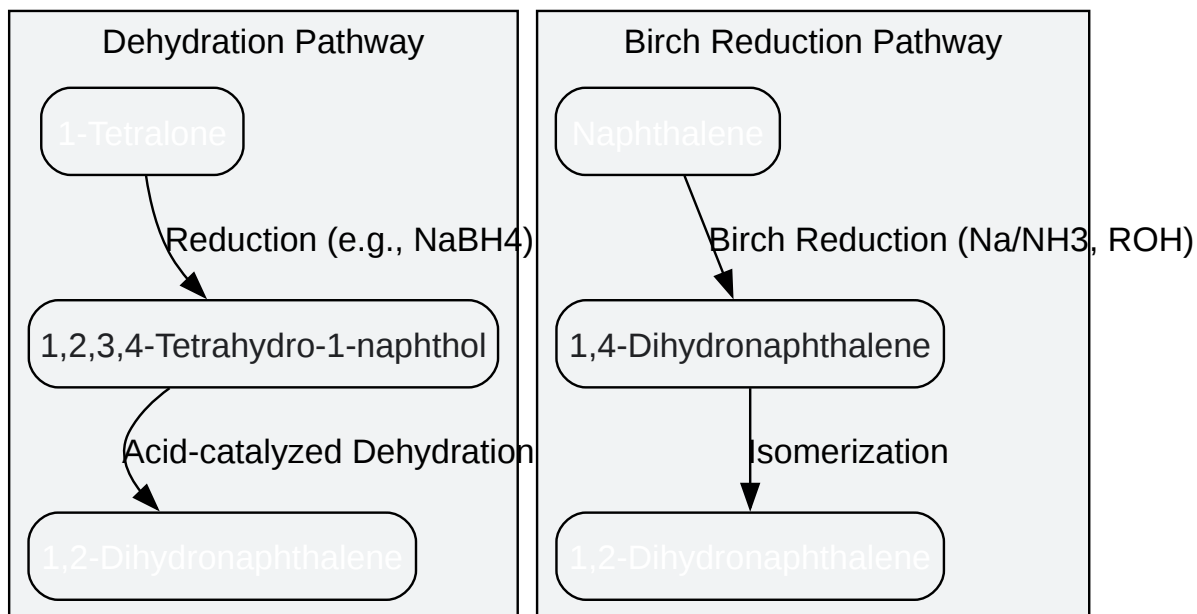 Dehydration Pathway
1-Tetralone
Reduction (e.g., NaBH4)
1,2,3,4-Tetrahydro-1-naphthol
Acid-catalyzed Dehydration
1,2-Dihydronaphthalene
Birch Reduction Pathway
Naphthalene
Birch Reduction (Na/NH3, ROH)
1,4-Dihydronaphthalene
Isomerization
1,2-Dihydronaphthalene